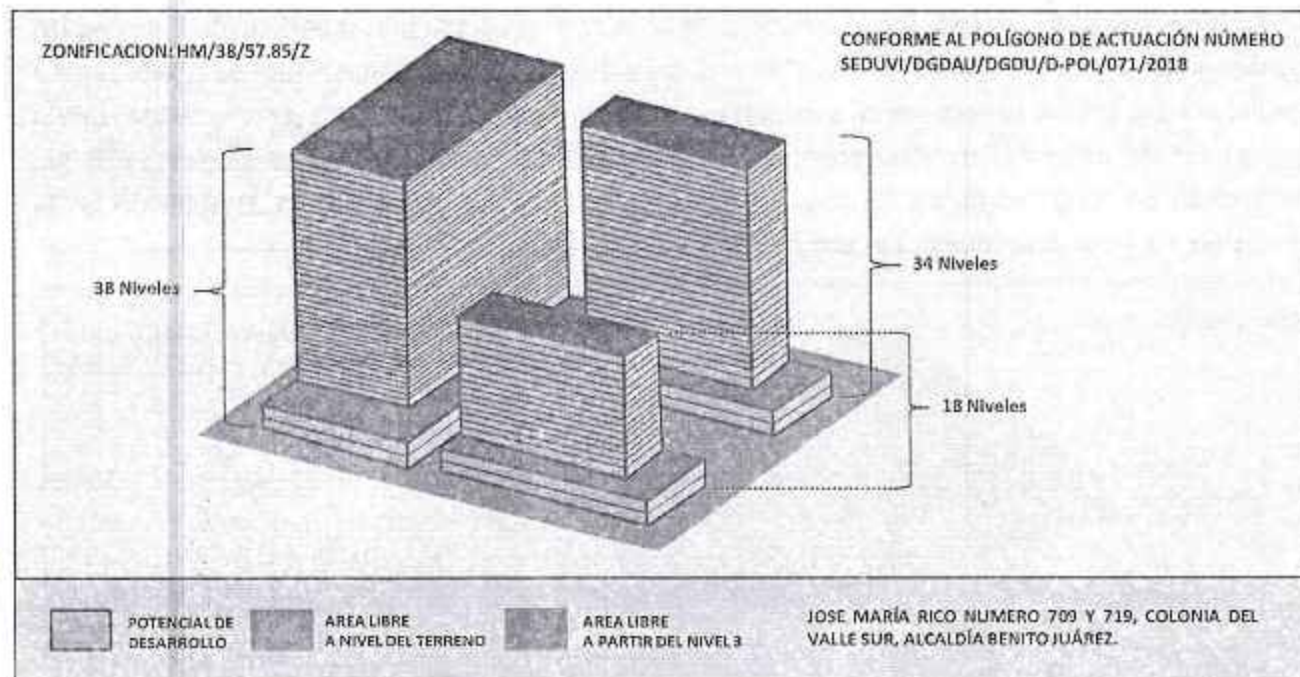 ZONIFICACION: HM/38/57.85/Z
CONFORME AL POLÍGONO DE ACTUACIÓN NÚMERO
SEDUVI/DGDAU/DGDU/D-POL/071/2018
38 Niveles
34 Niveles
18 Niveles
POTENCIAL DE
DESARROLLO
AREA LIBRE
A NIVEL DEL TERRENO
AREA LIBRE
A PARTIR DEL NIVEL 3
JOSE MARÍA RICO NUMERO 709 Y 719, COLONIA DEL
VALLE SUR, ALCALDÍA BENITO JUÁREZ.